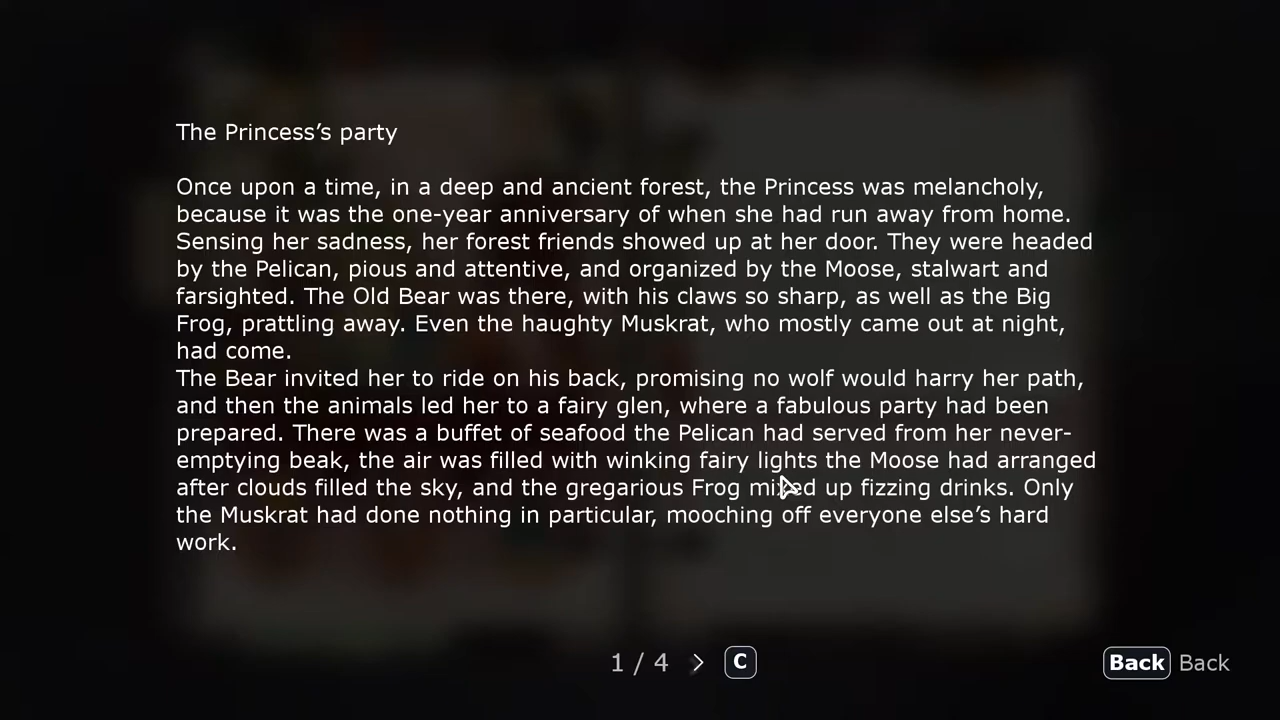 The Princess’s party
Once upon a time, in a deep and ancient forest, the Princess was melancholy,
because it was the one-year anniversary of when she had run away from home.
Sensing her sadness, her forest friends showed up at her door. They were headed
by the Pelican, pious and attentive, and organized by the Moose, stalwart and
farsighted. The Old Bear was there, with his claws so sharp, as well as the Big
Frog, prattling away. Even the haughty Muskrat, who mostly came out at night,
had come.
The Bear invited her to ride on his back, promising no wolf would harry her path,
and then the animals led her to a fairy glen, where a fabulous party had been
prepared. There was a buffet of seafood the Pelican had served from her never-
emptying beak, the air was filled with winking fairy lights the Moose had arranged
after clouds filled the sky, and the gregarious Frog mixed up fizzing drinks. Only
the Muskrat had done nothing in particular, mooching off everyone else’s hard
work.
1 / 4 > C
Back Back